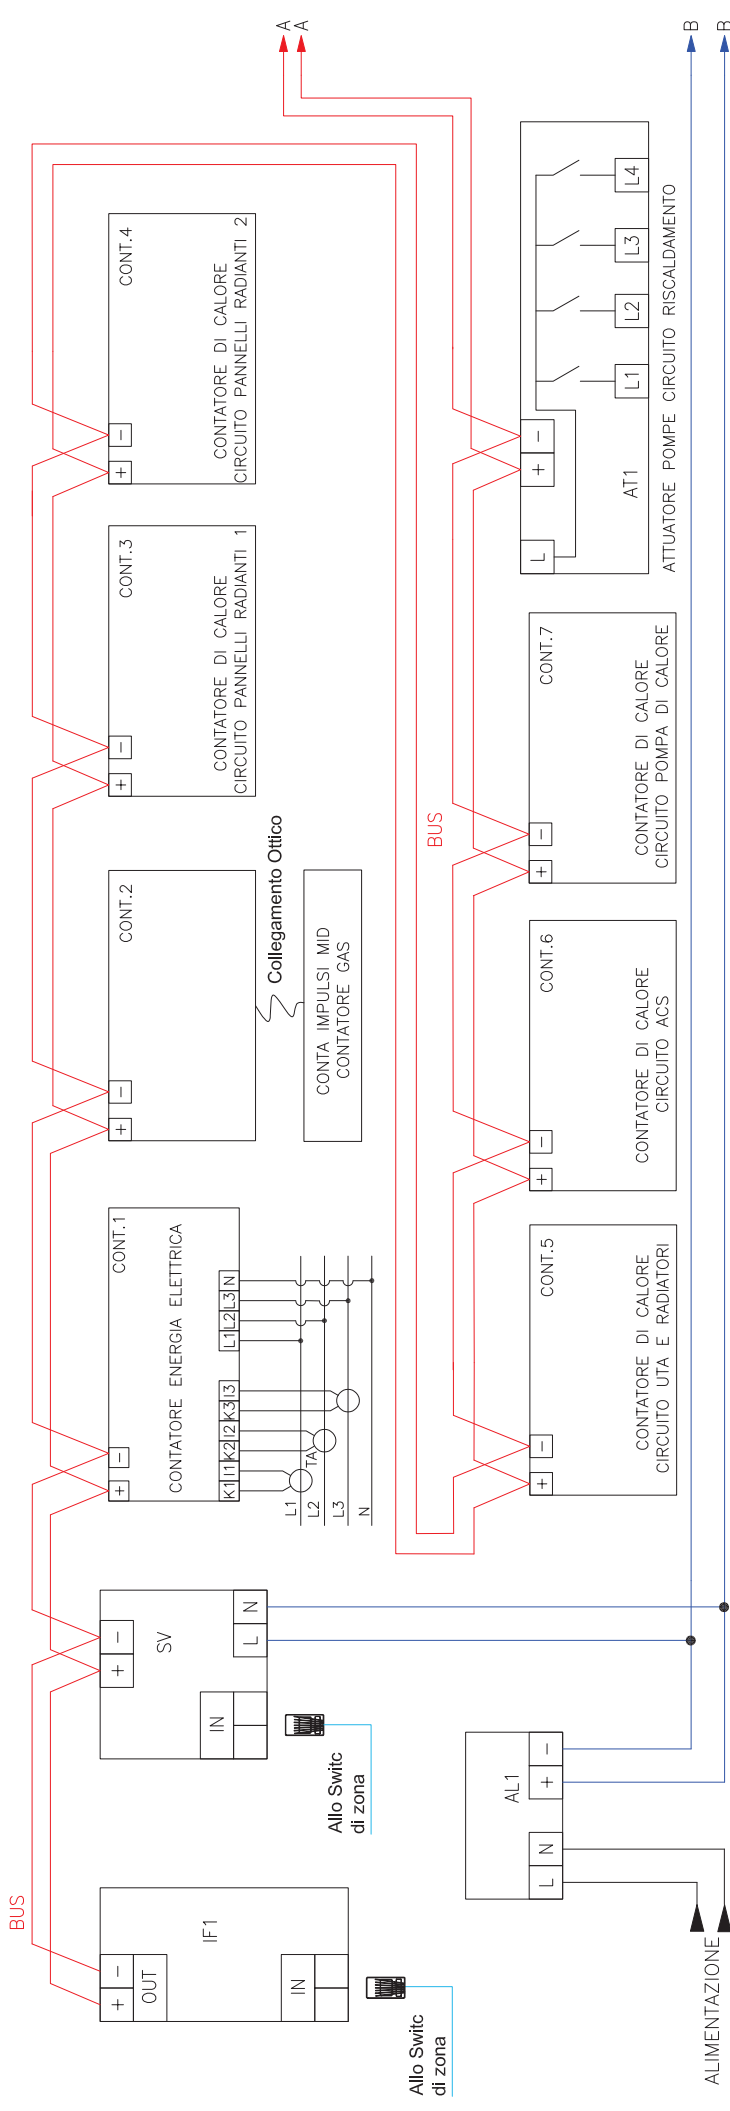 BUS
+
−
OUT
IF1
IN
Allo Switc
di zona
+
−
SV
IN
L
N
Allo Switc
di zona
+
−
CONT.1
CONTATORE ENERGIA ELETTRICA
K1
I1
K2
I2
K3
I3
L1
L2
L3
N
TA
L1
L2
L3
N
+
−
CONT.2
Collegamento Ottico
CONTA IMPULSI MID
CONTATORE GAS
+
−
CONT.3
CONTATORE DI CALORE
CIRCUITO PANNELLI RADIANTI 1
+
−
CONT.4
CONTATORE DI CALORE
CIRCUITO PANNELLI RADIANTI 2
A
A
ALIMENTAZIONE
L
N
AL1
+
−
+
−
CONT.5
CONTATORE DI CALORE
CIRCUITO UTA E RADIATORI
+
−
CONT.6
CONTATORE DI CALORE
CIRCUITO ACS
BUS
+
−
CONT.7
CONTATORE DI CALORE
CIRCUITO POMPA DI CALORE
L
+
−
AT1
L1
L2
L3
L4
ATTUATORE POMPE CIRCUITO RISCALDAMENTO
B
B